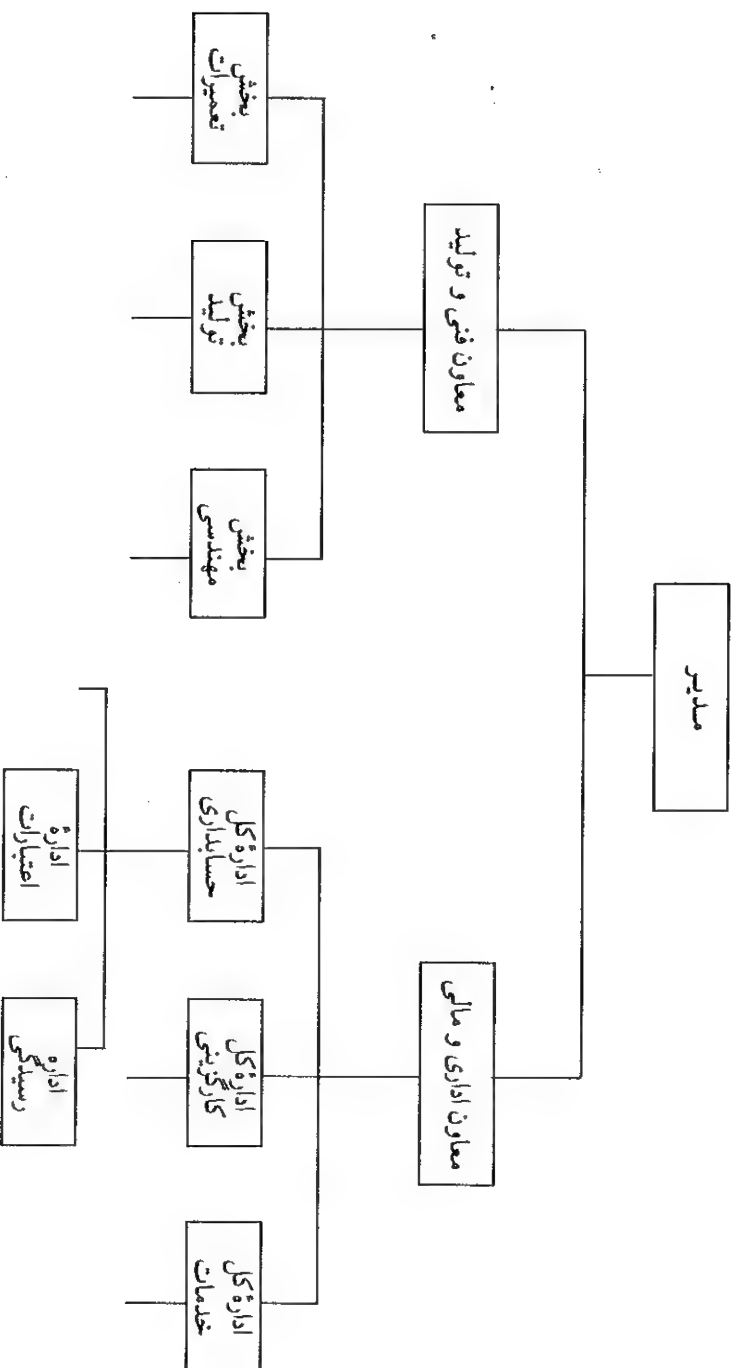 مدیر
معاون فنی و تولید
معاون اداری و مالی
بخش
مهندسی
بخش
تولید
بخش
تعمیرات
ادارهٔ کل
خدمات
ادارهٔ کل
کارگزینی
ادارهٔ کل
حسابداری
اداره
رسیدگی
ادارهٔ
اعتبارات